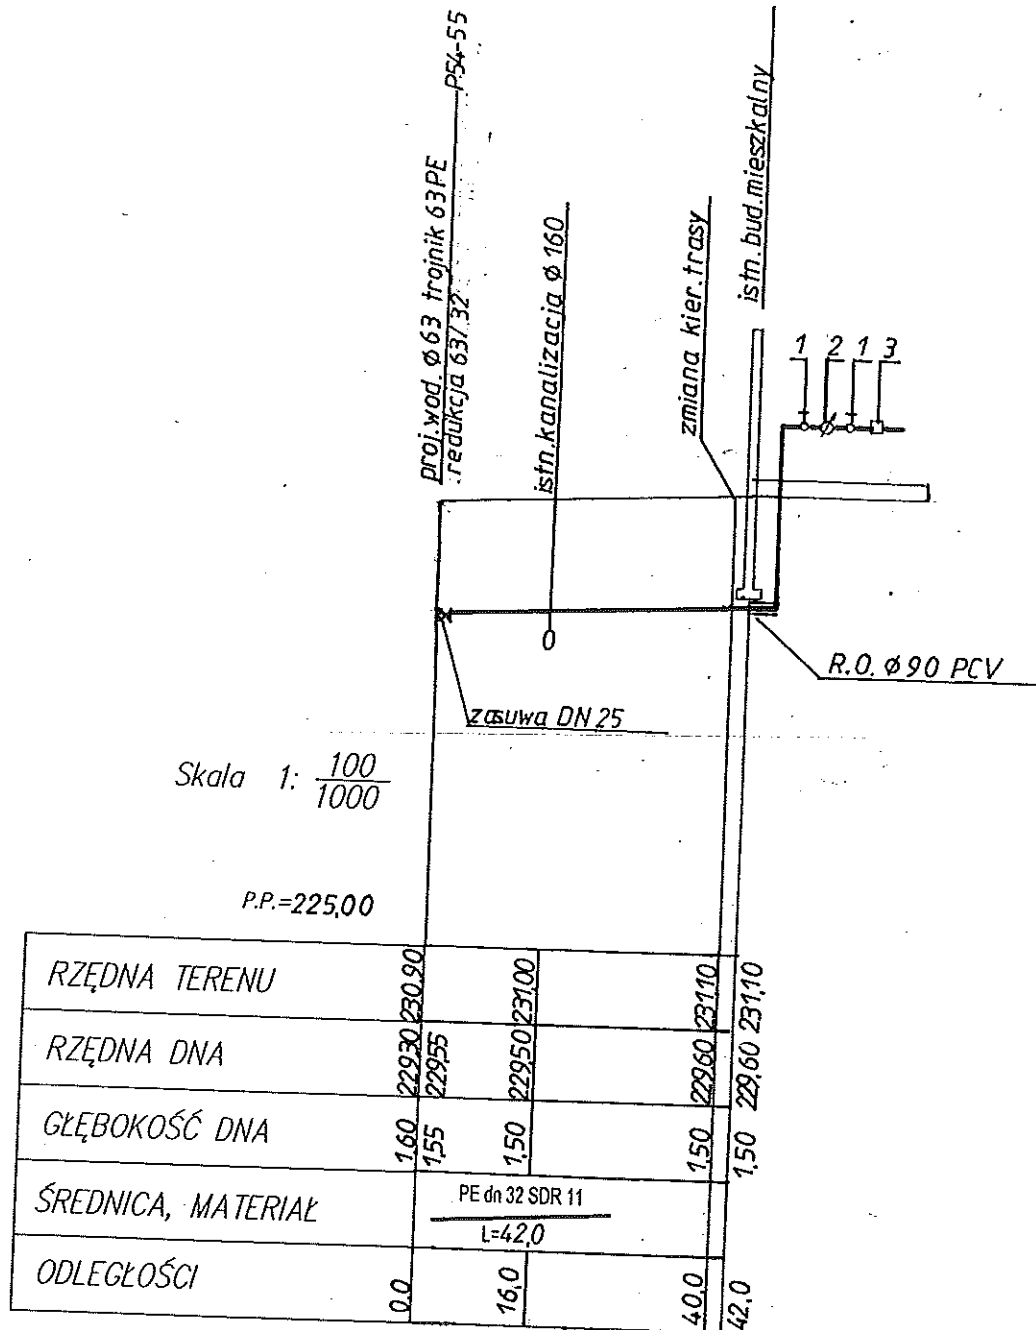 P54-55
proj.wod. φ63 trojnik 63PE
redukcja 63/32
istn.kanalizacja φ160
zmiana kier.trasy
istn.bud.mieszkalny
1 2 1 3
R.O. φ90 PCV
zasuwa DN 25
Skala 1: 100
1000
P.P.=225,00
RZĘDNA TERENU 230,90 231,00 231,10 231,10
RZĘDNA DNA 229,30 229,55 229,50 229,60 229,60
GŁĘBOKOŚĆ DNA 1,60 1,55 1,50 1,50 1,50
ŚREDNICA, MATERIAŁ PE dn 32 SDR 11
L=42,0
ODLEGŁOŚCI 0,0 16,0 40,0 42,0